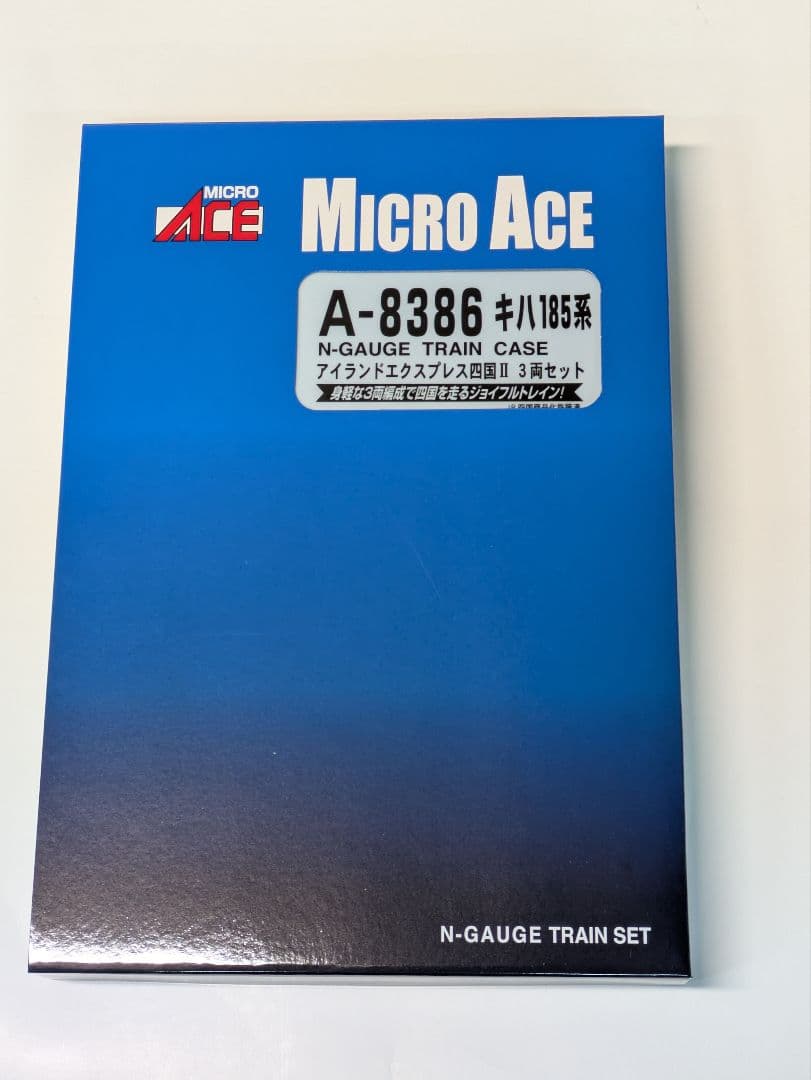 MICRO
ACE
MICRO ACE
A-8386 キハ185系
N-GAUGE TRAIN CASE
アイランドエクスプレス四国Ⅱ 3両セット
身軽な3両編成で四国を走るジョイフルトレイン!
N-GAUGE TRAIN SET